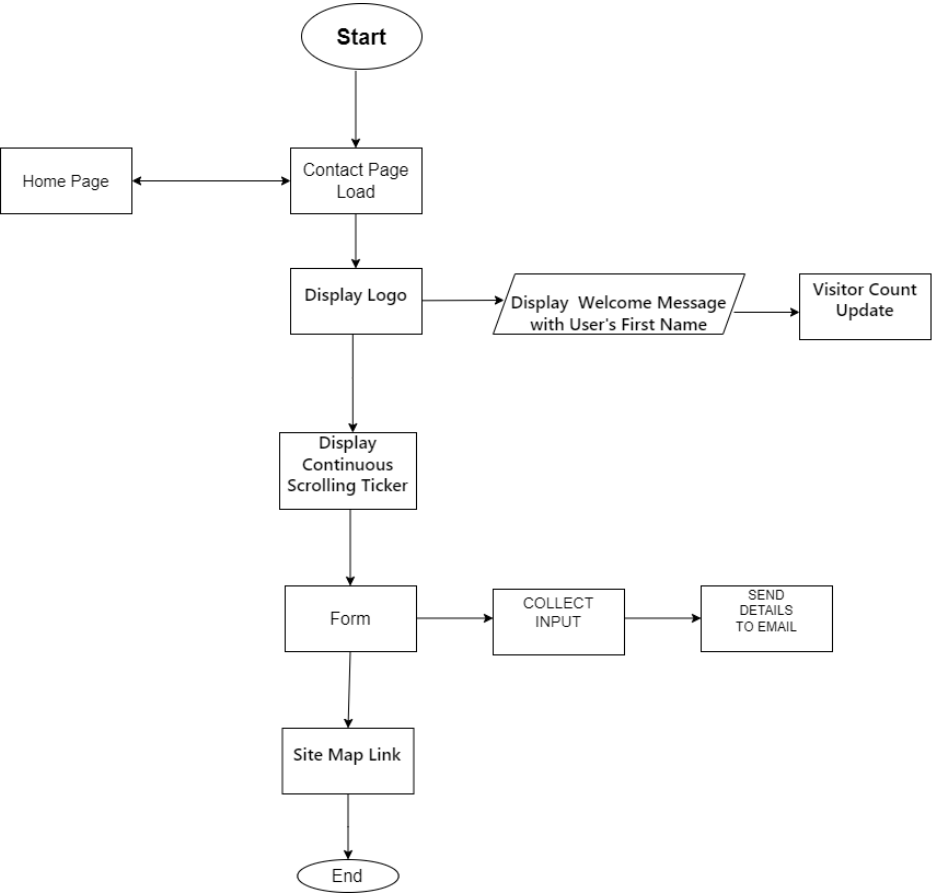 Start
Home Page
Contact Page
Load
Display Logo
Display Welcome Message
with User's First Name
Visitor Count
Update
Display
Continuous
Scrolling Ticker
Form
COLLECT
INPUT
SEND
DETAILS
TO EMAIL
Site Map Link
End